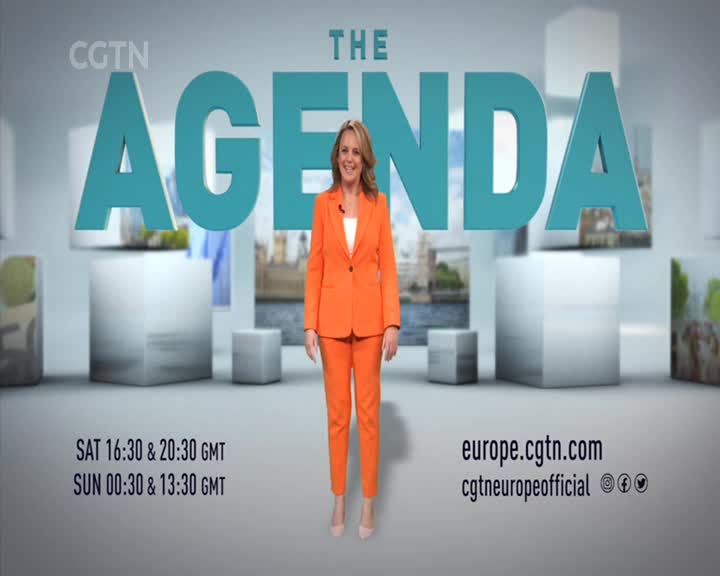 CGTN
THE
AGENDA
SAT 16:30 & 20:30 GMT
SUN 00:30 & 13:30 GMT
europe.cgtn.com
cgtneuropeofficial